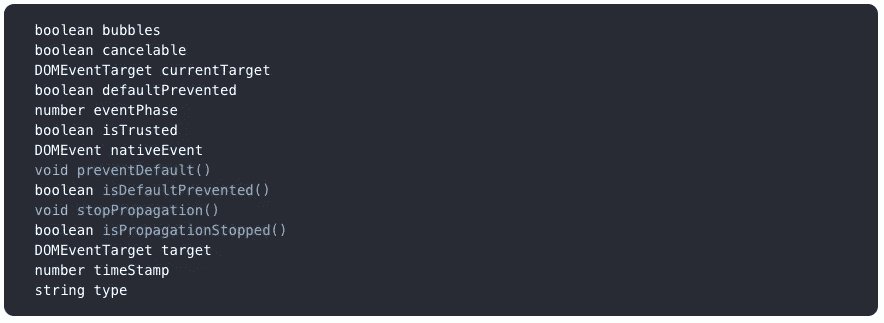 boolean bubbles
boolean cancelable
DOMEventTarget currentTarget
boolean defaultPrevented
number eventPhase
boolean isTrusted
DOMEvent nativeEvent
void preventDefault()
boolean isDefaultPrevented()
void stopPropagation()
boolean isPropagationStopped()
DOMEventTarget target
number timeStamp
string type